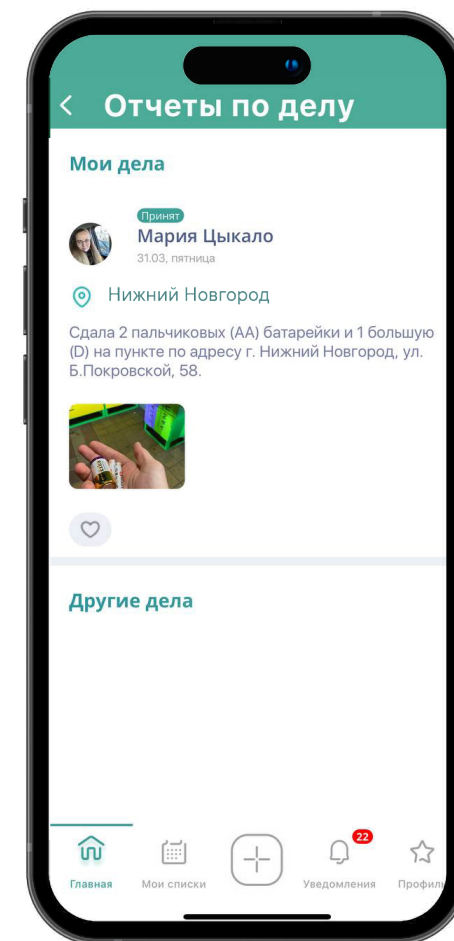 Отчеты по делу
Мои дела
Принят
Мария Цыкало
31.03, пятница
Нижний Новгород
Сдала 2 пальчиковых (АА) батарейки и 1 большую
(D) на пункте по адресу г. Нижний Новгород, ул.
Б.Покровской, 58.
Другие дела
22
Главная
Мои списки
Уведомления
Профиль